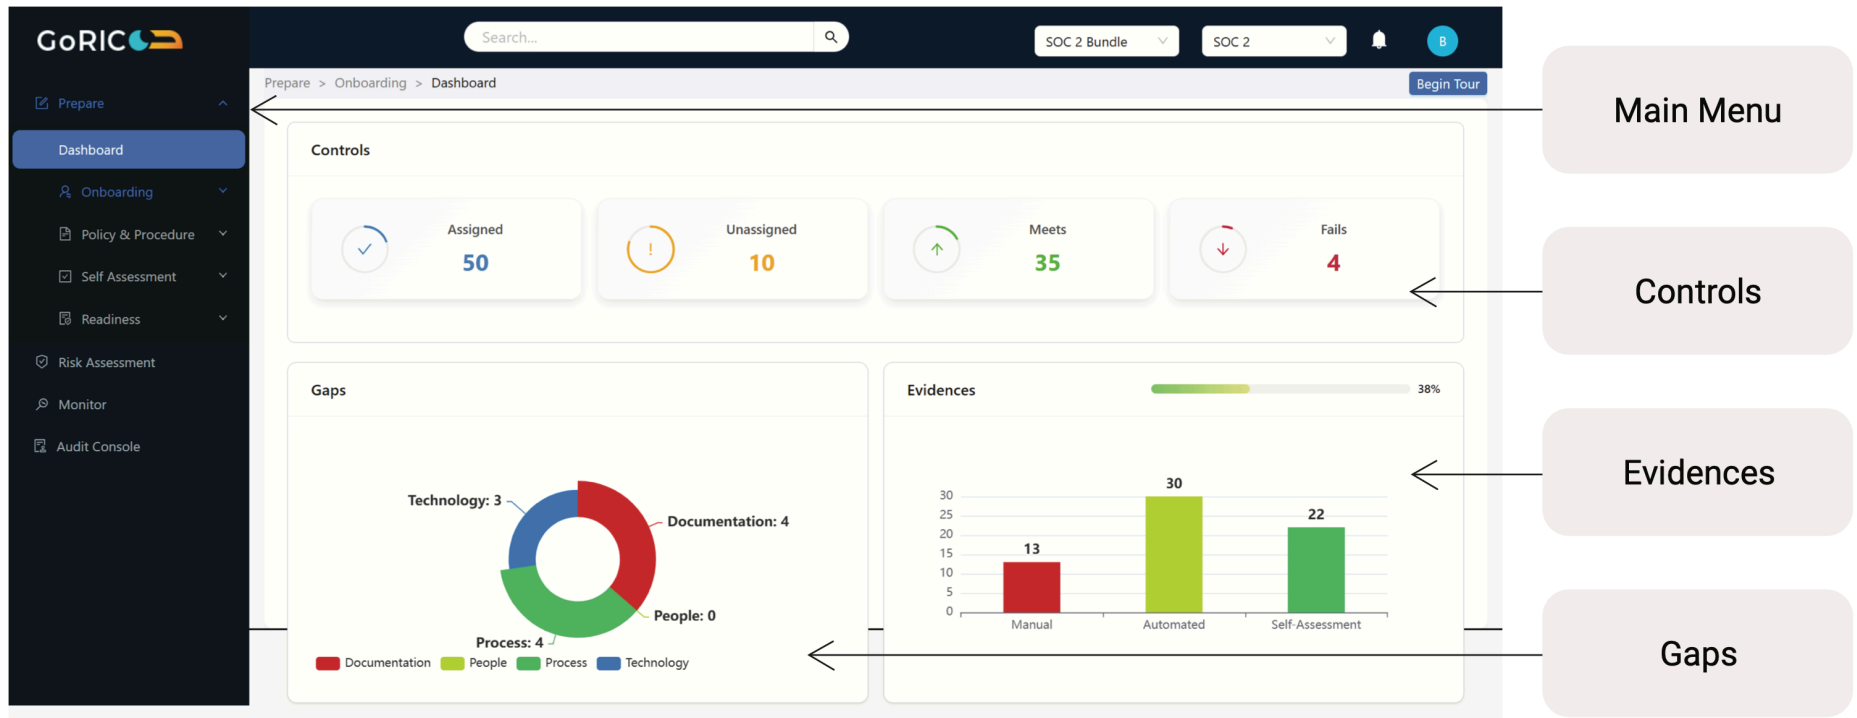 GoRICO
Search...
SOC 2 Bundle
SOC 2
B
Prepare > Onboarding > Dashboard
Begin Tour
Prepare
Dashboard
Onboarding
Policy & Procedure
Self Assessment
Readiness
Risk Assessment
Monitor
Audit Console
Controls
Assigned
50
Unassigned
10
Meets
35
Fails
4
Gaps
Technology: 3
Documentation: 4
People: 0
Process: 4
Documentation People Process Technology
Evidences
38%
30
25
20
15
10
5
0
13
30
22
Manual Automated Self-Assessment
Main Menu
Controls
Evidences
Gaps